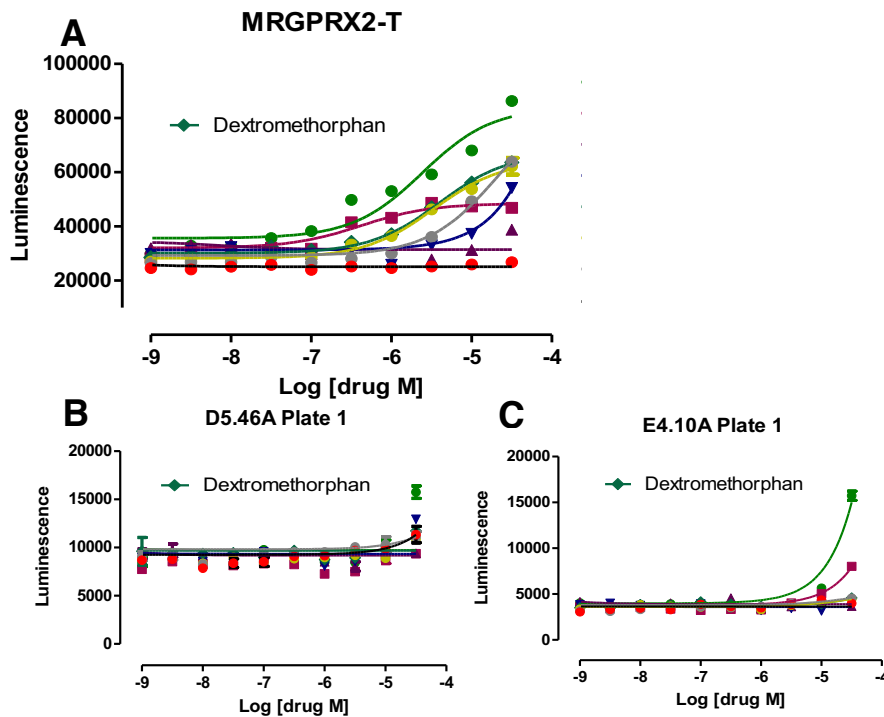 A
MRGPRX2-T
100000
80000
60000
40000
20000
Luminescence
Dextromethorphan
-9 -8 -7 -6 -5 -4
Log [drug M]
B
D5.46A Plate 1
20000
15000
10000
5000
0
Luminescence
Dextromethorphan
-9 -8 -7 -6 -5 -4
Log [drug M]
C
E4.10A Plate 1
20000
15000
10000
5000
0
Luminescence
Dextromethorphan
-9 -8 -7 -6 -5 -4
Log [drug M]